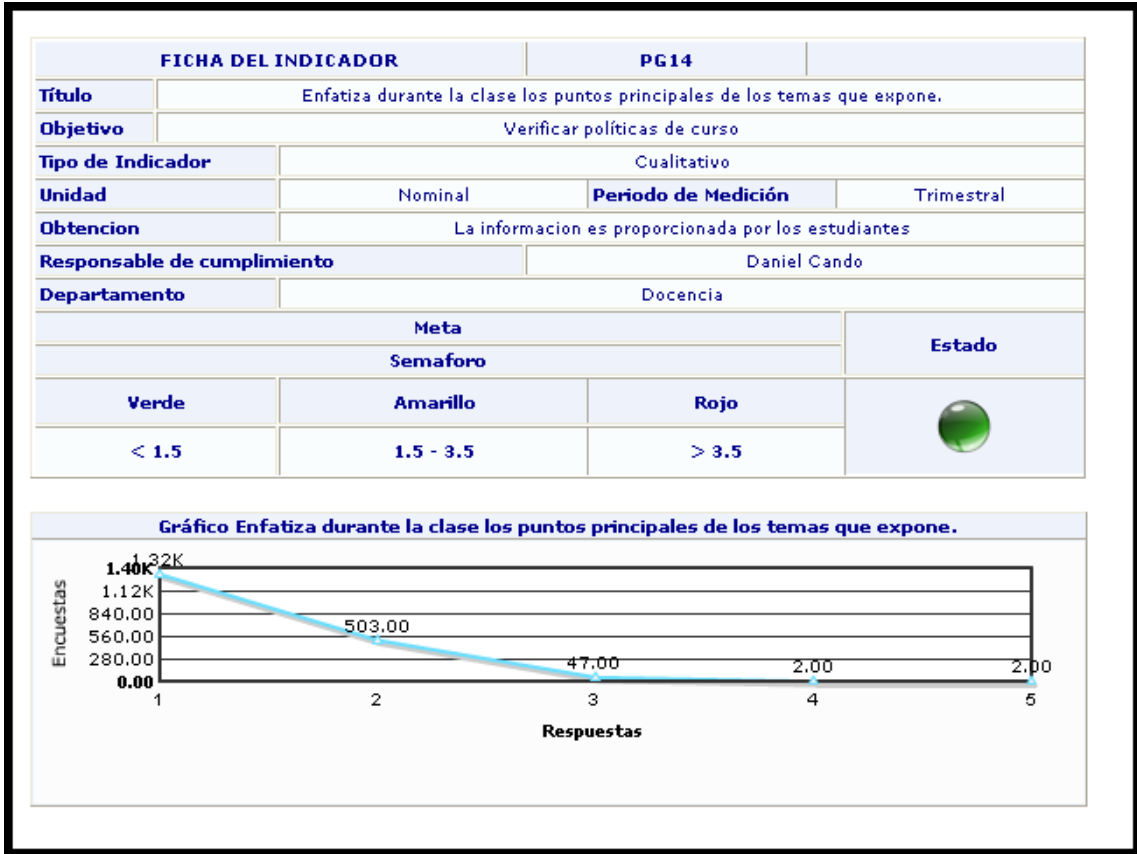 FICHA DEL INDICADOR PG14
Título Enfatiza durante la clase los puntos principales de los temas que expone.
Objetivo Verificar políticas de curso
Tipo de Indicador Cualitativo
Unidad Nominal Periodo de Medición Trimestral
Obtencion La informacion es proporcionada por los estudiantes
Responsable de cumplimiento Daniel Cando
Departamento Docencia
Meta
Estado
Semaforo
Verde Amarillo Rojo
< 1.5 1.5 - 3.5 > 3.5
Gráfico Enfatiza durante la clase los puntos principales de los temas que expone.
1.32K
1.40K
1.12K
840.00
503.00
560.00
280.00
47.00 2.00 2.00
0.00
Encuestas
1 2 3 4 5
Respuestas